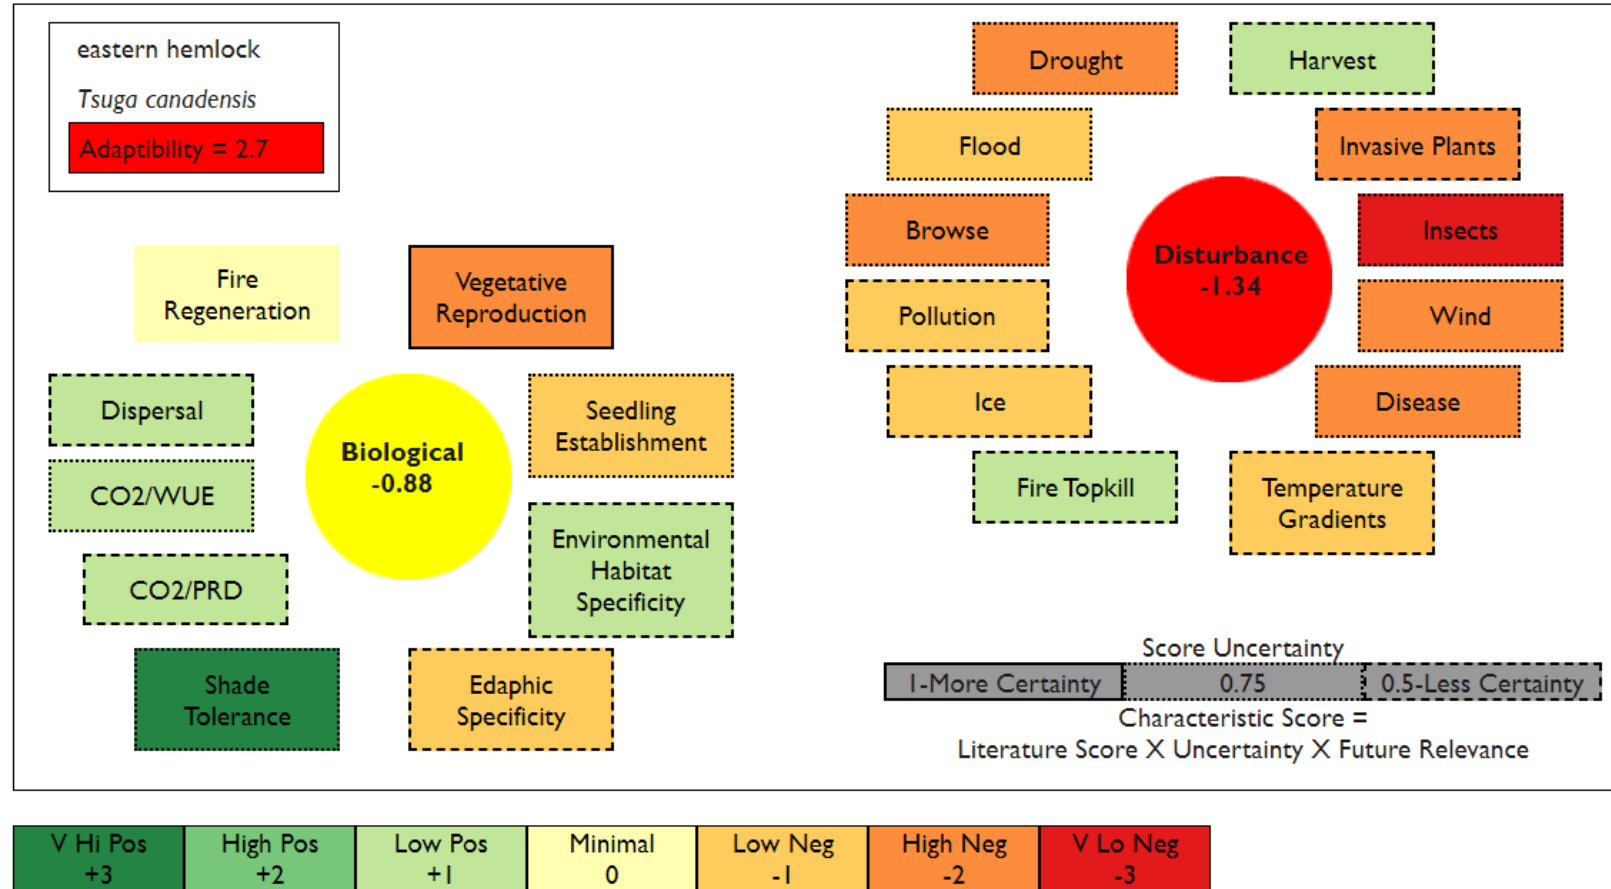 eastern hemlock
Tsuga canadensis
Adaptibility = 2.7
Fire
Regeneration
Vegetative
Reproduction
Dispersal
Seedling
Establishment
Biological
-0.88
CO2/WUE
Environmental
Habitat
Specificity
CO2/PRD
Shade
Tolerance
Edaphic
Specificity
Drought
Harvest
Flood
Invasive Plants
Browse
Insects
Disturbance
-1.34
Pollution
Wind
Ice
Disease
Fire Topkill
Temperature
Gradients
Score Uncertainty
1-More Certainty
0.75
0.5-Less Certainty
Characteristic Score =
Literature Score X Uncertainty X Future Relevance
V Hi Pos
+3
High Pos
+2
Low Pos
+1
Minimal
0
Low Neg
-1
High Neg
-2
V Lo Neg
-3